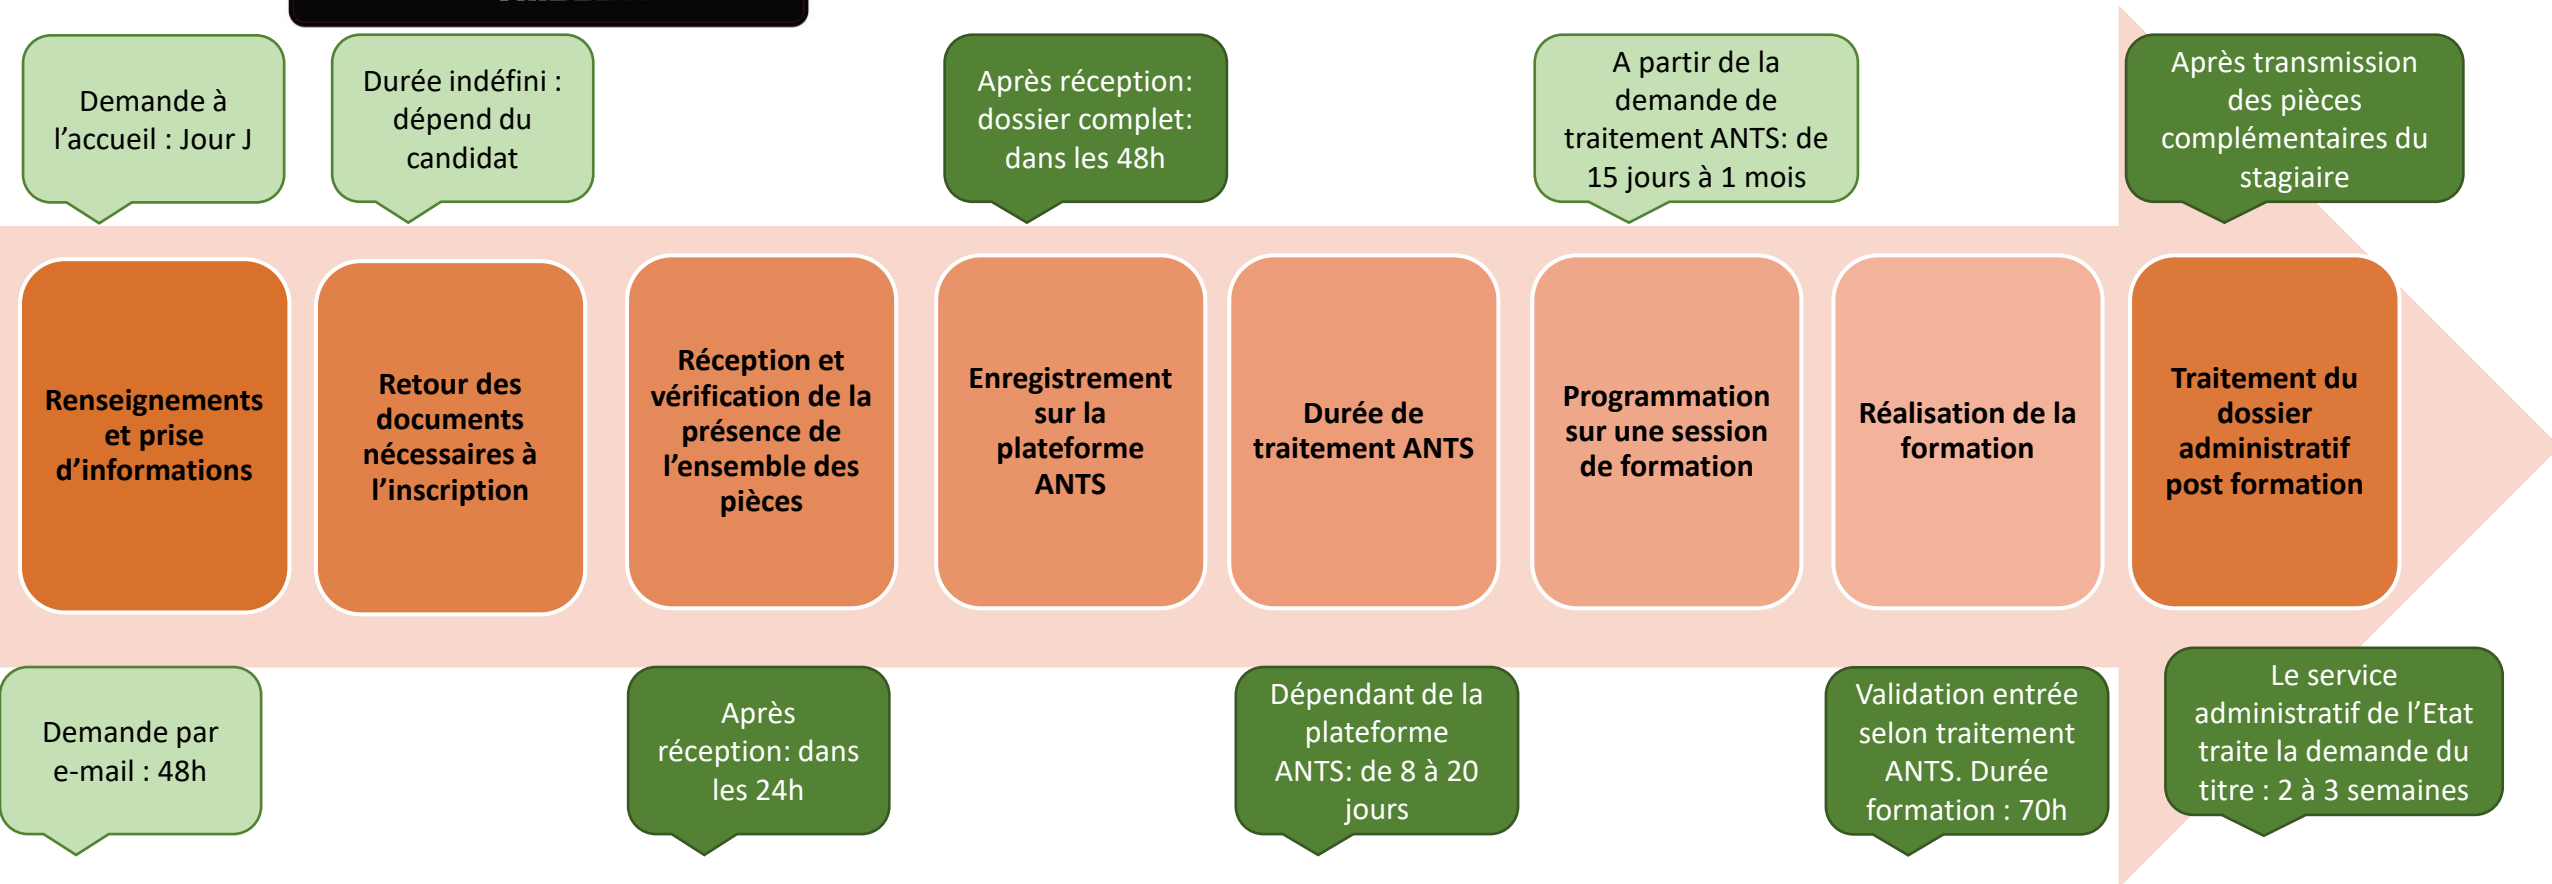 Demande à
l’accueil : Jour J
Durée indéfini :
dépend du
candidat
Après réception:
dossier complet:
dans les 48h
A partir de la
demande de
traitement ANTS: de
15 jours à 1 mois
Après transmission
des pièces
complémentaires du
stagiaire
Renseignements
et prise
d’informations
Retour des
documents
nécessaires à
l’inscription
Réception et
vérification de la
présence de
l’ensemble des
pièces
Enregistrement
sur la
plateforme
ANTS
Durée de
traitement ANTS
Programmation
sur une session
de formation
Réalisation de la
formation
Traitement du
dossier
administratif
post formation
Demande par
e-mail : 48h
Après
réception: dans
les 24h
Dépendant de la
plateforme
ANTS: de 8 à 20
jours
Validation entrée
selon traitement
ANTS. Durée
formation : 70h
Le service
administratif de l’Etat
traite la demande du
titre : 2 à 3 semaines